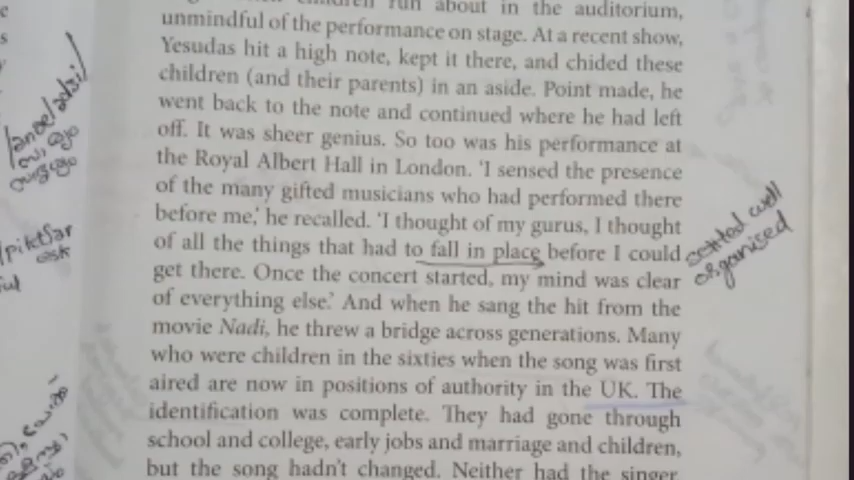 run about in the auditorium,
unmindful of the performance on stage. At a recent show,
Yesudas hit a high note, kept it there, and chided these
children (and their parents) in an aside. Point made, he
went back to the note and continued where he had left
off. It was sheer genius. So too was his performance at
the Royal Albert Hall in London. ‘I sensed the presence
of the many gifted musicians who had performed there
before me,’ he recalled. ‘I thought of my gurus, I thought
of all the things that had to fall in place before I could
get there. Once the concert started, my mind was clear
of everything else.’ And when he sang the hit from the
movie Nadi, he threw a bridge across generations. Many
who were children in the sixties when the song was first
aired are now in positions of authority in the UK. The
identification was complete. They had gone through
school and college, early jobs and marriage and children,
but the song hadn't changed. Neither had the singer.
settled well
organised